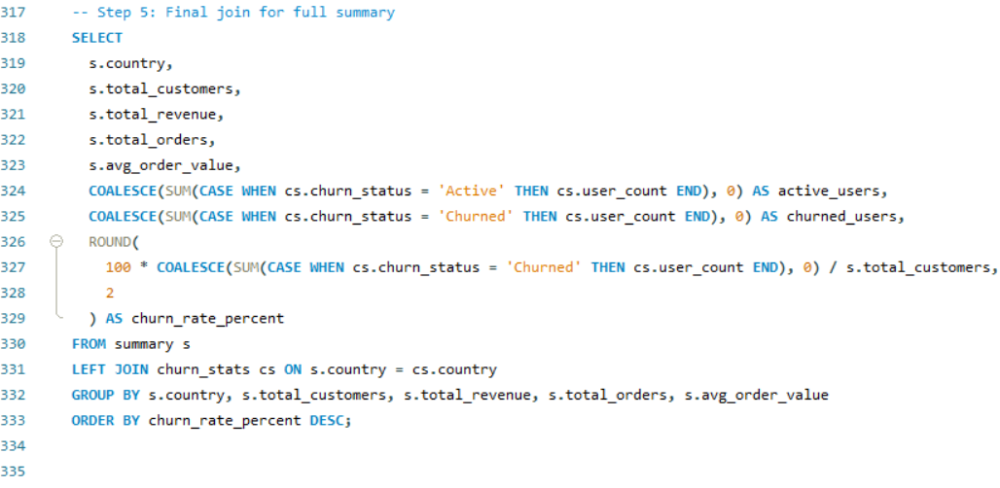 317 -- Step 5: Final join for full summary
318 SELECT
319 s.country,
320 s.total_customers,
321 s.total_revenue,
322 s.total_orders,
323 s.avg_order_value,
324 COALESCE(SUM(CASE WHEN cs.churn_status = 'Active' THEN cs.user_count END), 0) AS active_users,
325 COALESCE(SUM(CASE WHEN cs.churn_status = 'Churned' THEN cs.user_count END), 0) AS churned_users,
326 ROUND(
327 100 * COALESCE(SUM(CASE WHEN cs.churn_status = 'Churned' THEN cs.user_count END), 0) / s.total_customers,
328 2
329 ) AS churn_rate_percent
330 FROM summary s
331 LEFT JOIN churn_stats cs ON s.country = cs.country
332 GROUP BY s.country, s.total_customers, s.total_revenue, s.total_orders, s.avg_order_value
333 ORDER BY churn_rate_percent DESC;
334
335